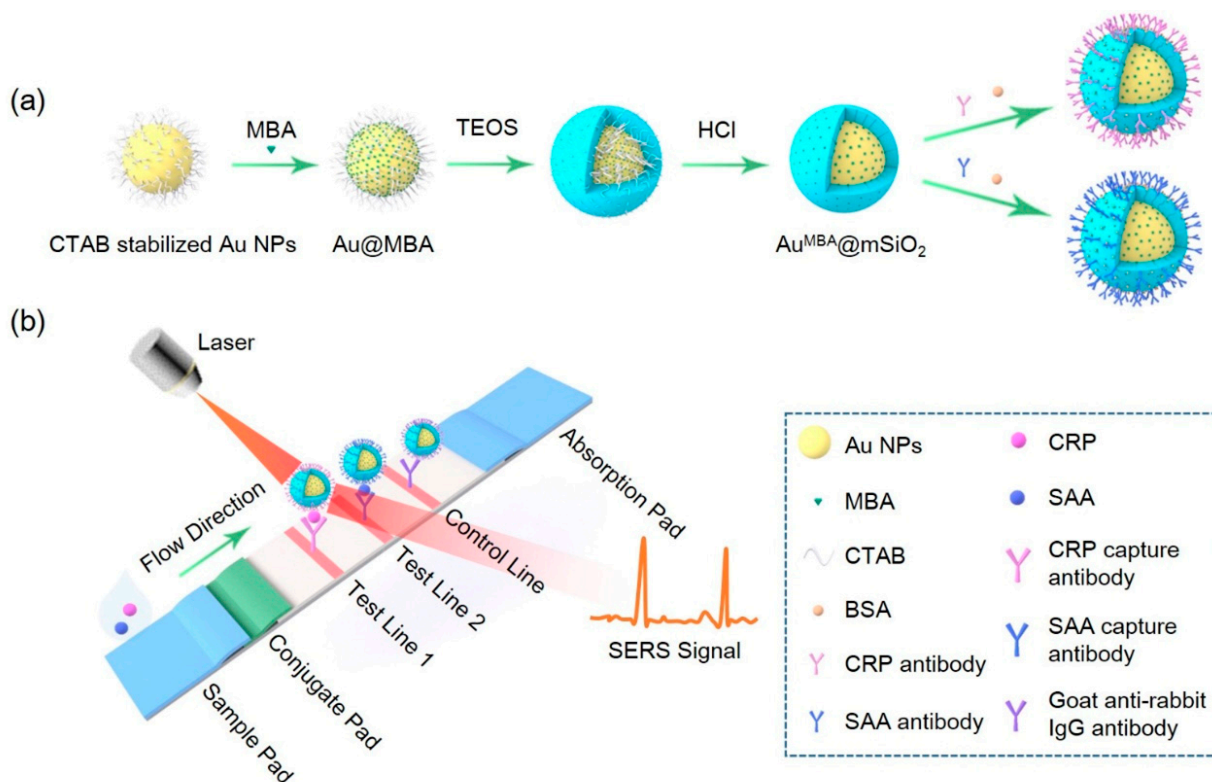 (a)
MBA
TEOS
HCl
CTAB stabilized Au NPs
Au@MBA
Auᴹᴮᴬ@mSiO₂
(b)
Laser
Flow Direction
Sample Pad
Conjugate Pad
Test Line 1
Test Line 2
Control Line
Absorption Pad
SERS Signal
Au NPs
MBA
CTAB
BSA
CRP antibody
SAA antibody
CRP
SAA
CRP capture
antibody
SAA capture
antibody
Goat anti-rabbit
IgG antibody